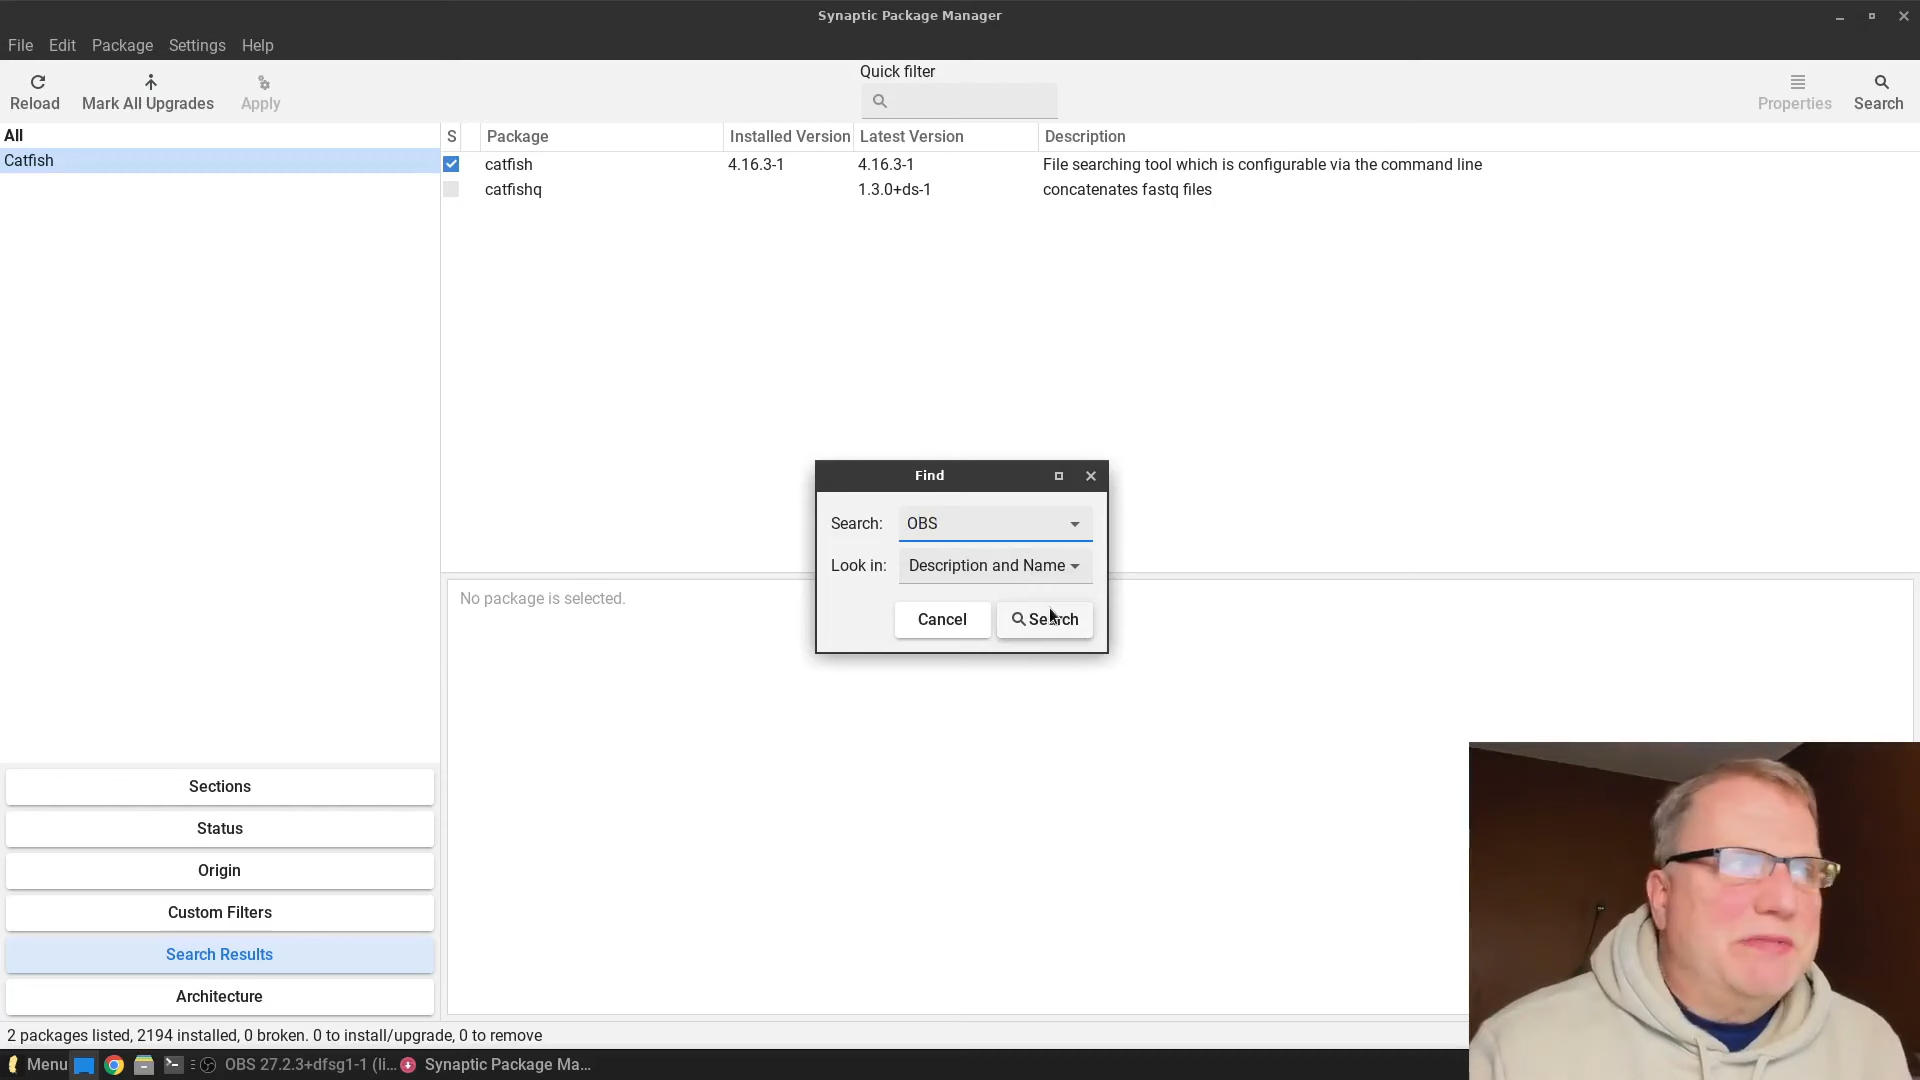 Synaptic Package Manager
File Edit Package Settings Help
Reload Mark All Upgrades Apply
Quick filter
Properties Search
All
Catfish
S Package Installed Version Latest Version Description
catfish 4.16.3-1 4.16.3-1 File searching tool which is configurable via the command line
catfishq 1.3.0+ds-1 concatenates fastq files
Find
Search: OBS
Look in: Description and Name
Cancel Search
No package is selected.
Sections
Status
Origin
Custom Filters
Search Results
Architecture
2 packages listed, 2194 installed, 0 broken. 0 to install/upgrade, 0 to remove
Menu OBS 27.2.3+dfsg1-1 (li... Synaptic Package Ma...